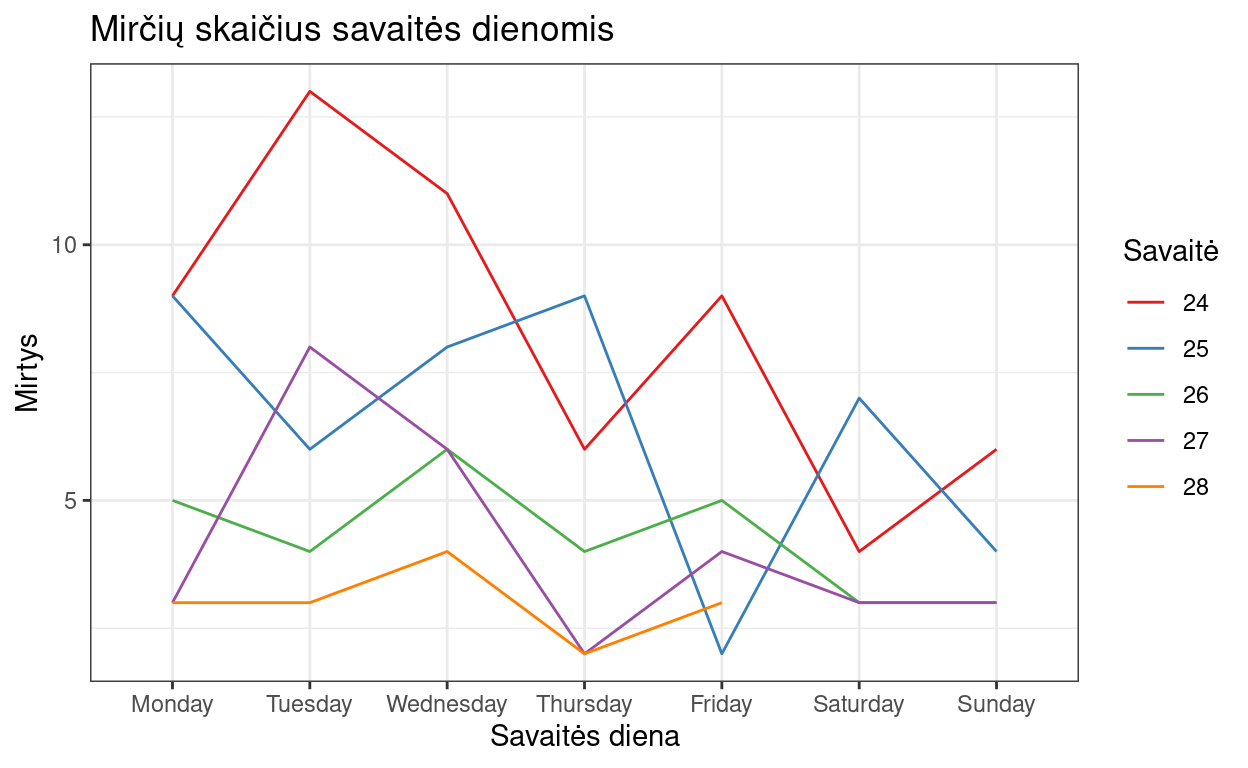 Mirčių skaičius savaitės dienomis
Mirtys
10
5
Monday Tuesday Wednesday Thursday Friday Saturday Sunday
Savaitės diena
Savaitė
24
25
26
27
28